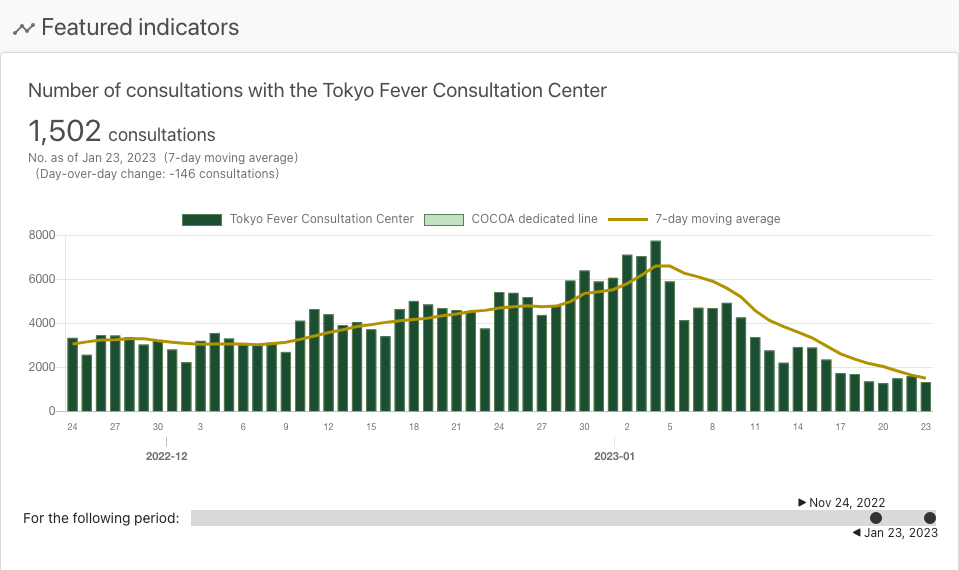 Featured indicators
Number of consultations with the Tokyo Fever Consultation Center
1,502 consultations
No. as of Jan 23, 2023 (7-day moving average)
(Day-over-day change: -146 consultations)
Tokyo Fever Consultation Center COCOA dedicated line 7-day moving average
8000
6000
4000
2000
0
24 27 30 3 6 9 12 15 18 21 24 27 30 2 5 8 11 14 17 20 23
2022-12 2023-01
▶ Nov 24, 2022
For the following period:
◀ Jan 23, 2023